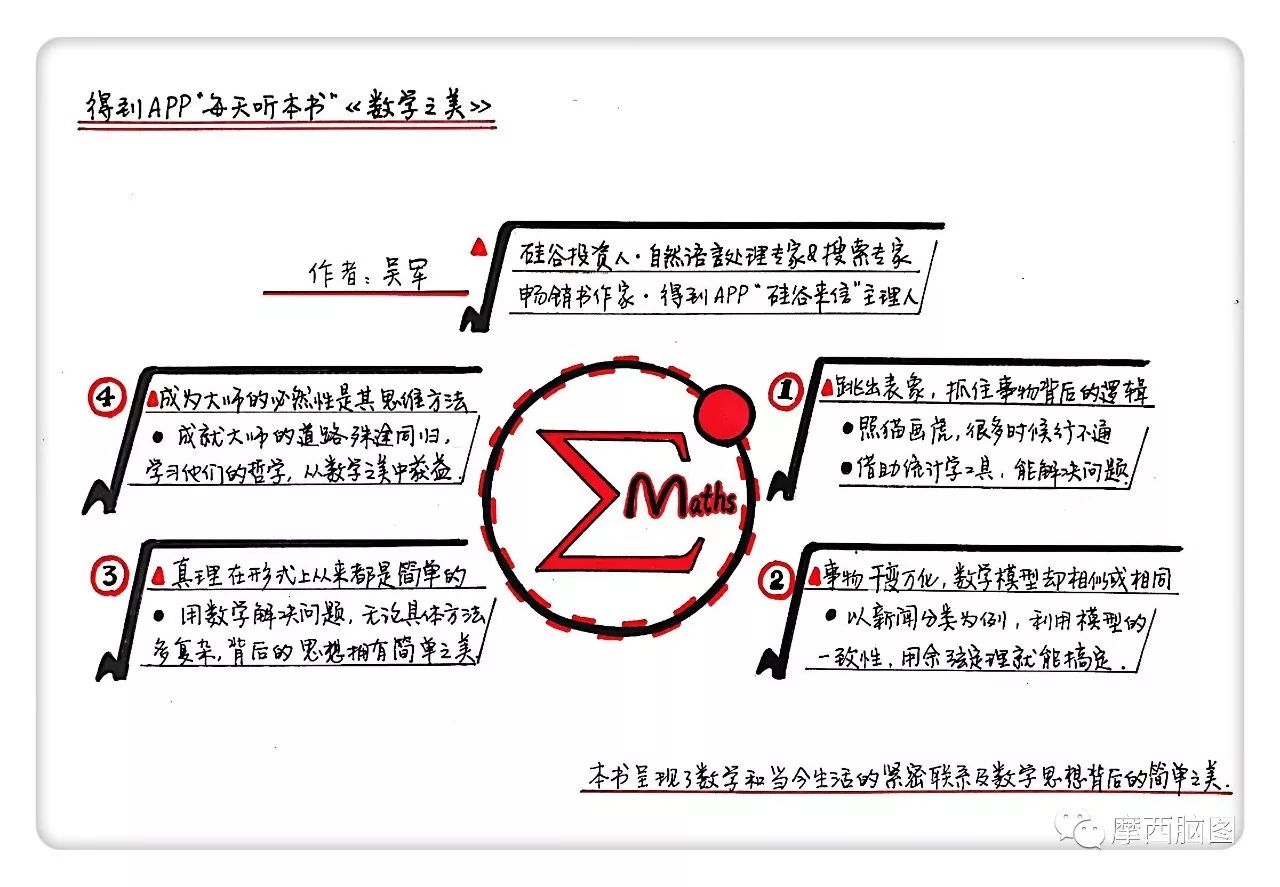 得到APP"每天听本书"《数学之美》
作者：吴军
硅谷投资人·自然语言处理专家&搜索专家
畅销书作家·得到APP"硅谷来信"主理人
Maths
1
跳出表象，抓住事物背后的逻辑
•照猫画虎，很多时候行不通
•借助统计学工具，能解决问题.
2
事物千变万化，数学模型却相似或相同
•以新闻分类为例，利用模型的
一致性，用余弦定理就能搞定.
3
真理在形式上从来都是简单的
•用数学解决问题，无论具体方法
多复杂，背后的思想拥有简单之美.
4
成为大师的必然性是其思维方法
•成就大师的道路殊途同归，
学习他们的哲学，从数学之美中获益.
本书呈现了数学和当今生活的紧密联系及数学思想背后的简单之美.
摩西脑图